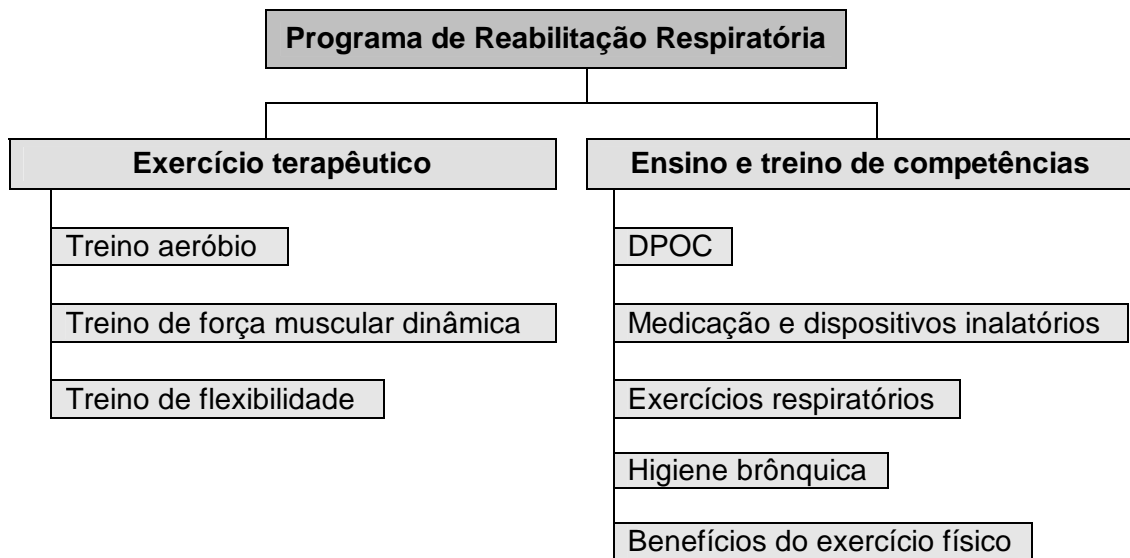 Programa de Reabilitação Respiratória
Exercício terapêutico
Treino aeróbio
Treino de força muscular dinâmica
Treino de flexibilidade
Ensino e treino de competências
DPOC
Medicação e dispositivos inalatórios
Exercícios respiratórios
Higiene brônquica
Benefícios do exercício físico